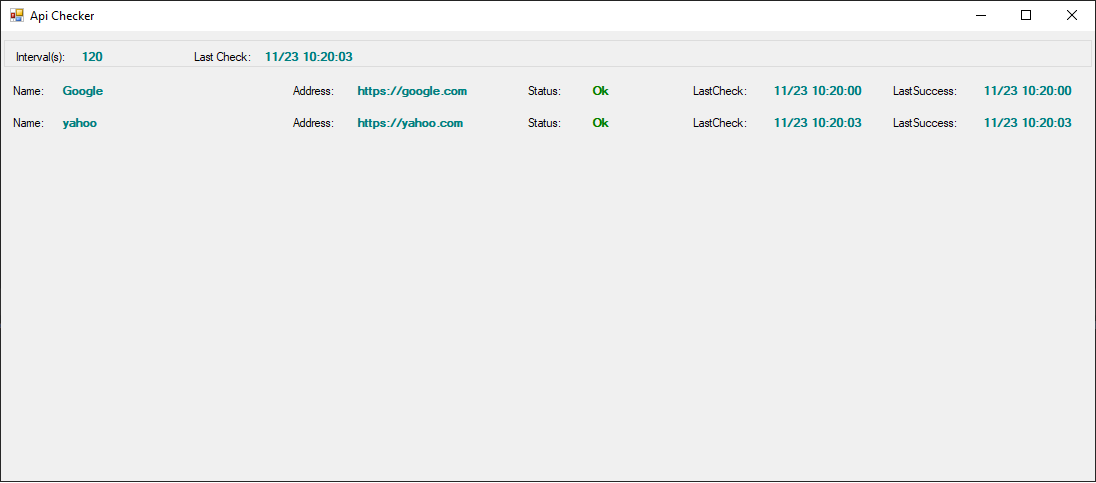 Api Checker
Interval(s): 120 Last Check: 11/23 10:20:03
Name: Google Address: https://google.com Status: Ok LastCheck: 11/23 10:20:00 LastSuccess: 11/23 10:20:00
Name: yahoo Address: https://yahoo.com Status: Ok LastCheck: 11/23 10:20:03 LastSuccess: 11/23 10:20:03